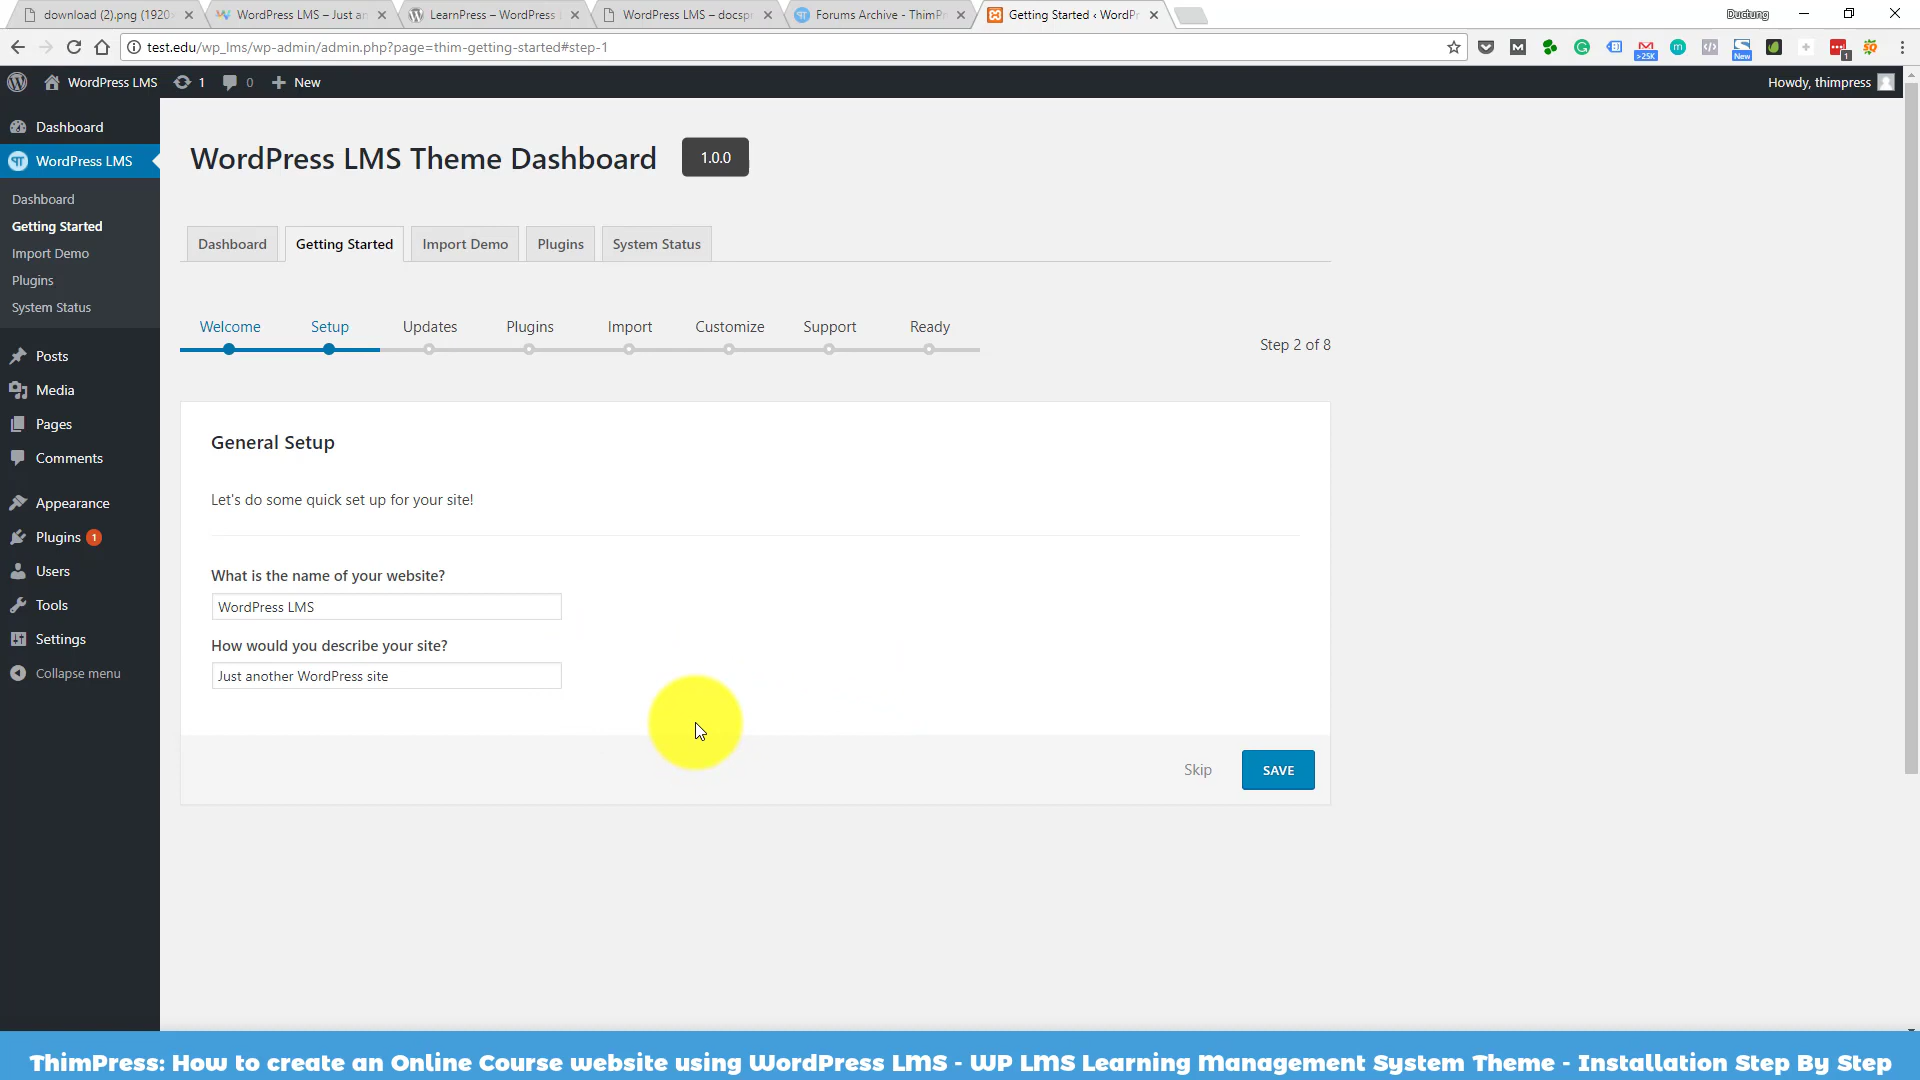 download (2).png (1920
WordPress LMS – Just an
LearnPress – WordPress
WordPress LMS – docspr
Forums Archive - ThimPr
Getting Started ‹ WordPr
Ductung
test.edu/wp_lms/wp-admin/admin.php?page=thim-getting-started#step-1
>25K
New
1
WordPress LMS
1
0
New
Howdy, thimpress
Dashboard
WordPress LMS
Dashboard
Getting Started
Import Demo
Plugins
System Status
Posts
Media
Pages
Comments
Appearance
Plugins 1
Users
Tools
Settings
Collapse menu
WordPress LMS Theme Dashboard
1.0.0
Dashboard
Getting Started
Import Demo
Plugins
System Status
Welcome
Setup
Updates
Plugins
Import
Customize
Support
Ready
Step 2 of 8
General Setup
Let's do some quick set up for your site!
What is the name of your website?
WordPress LMS
How would you describe your site?
Just another WordPress site
Skip
SAVE
ThimPress: How to create an Online Course website using WordPress LMS - WP LMS Learning Management System Theme - Installation Step By Step